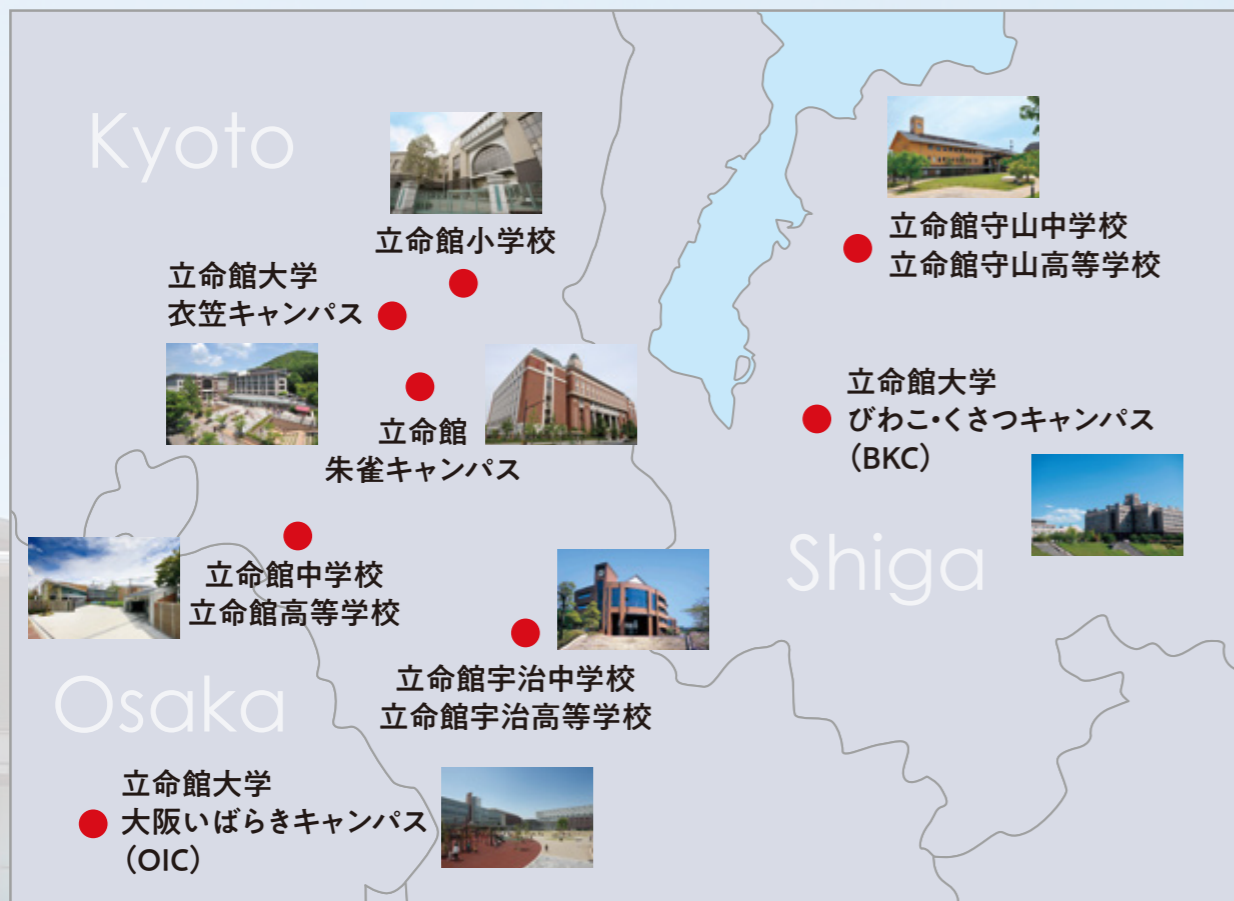 Kyoto
立命館小学校
立命館大学
衣笠キャンパス
立命館
朱雀キャンパス
立命館守山中学校
立命館守山高等学校
立命館大学
びわこ・くさつキャンパス
(BKC)
Shiga
立命館中学校
立命館高等学校
立命館宇治中学校
立命館宇治高等学校
Osaka
立命館大学
大阪いばらきキャンパス
(OIC)